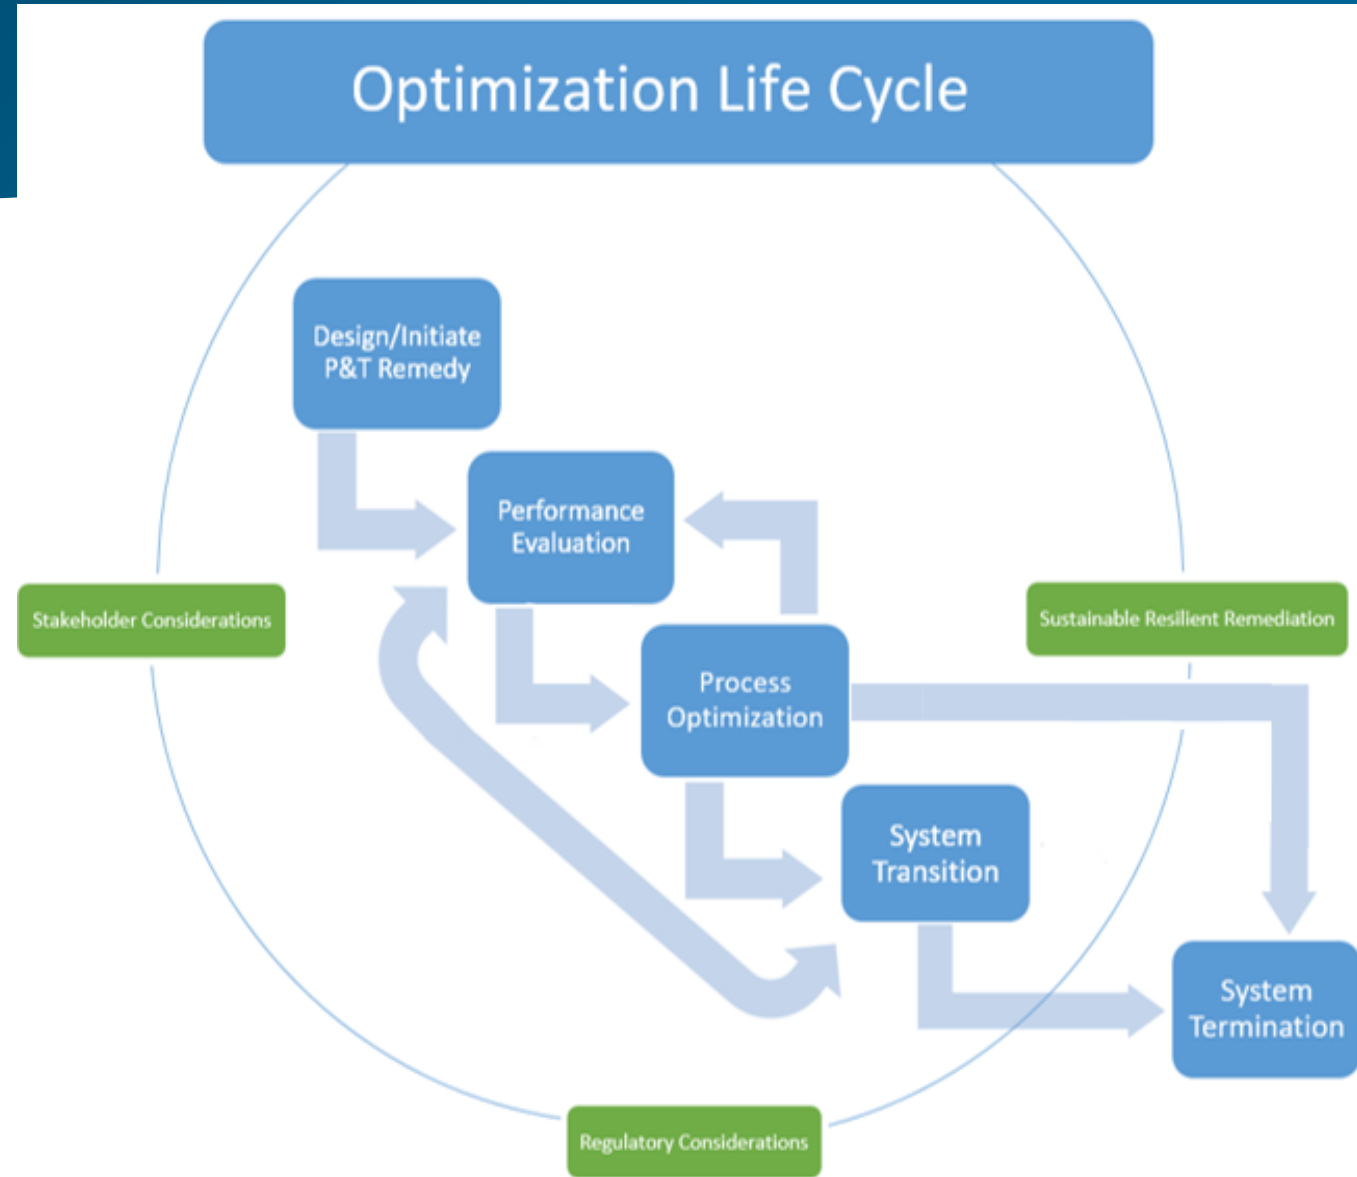 Optimization Life Cycle
Design/Initiate
P&T Remedy
Performance
Evaluation
Stakeholder Considerations
Sustainable Resilient Remediation
Process
Optimization
System
Transition
System
Termination
Regulatory Considerations